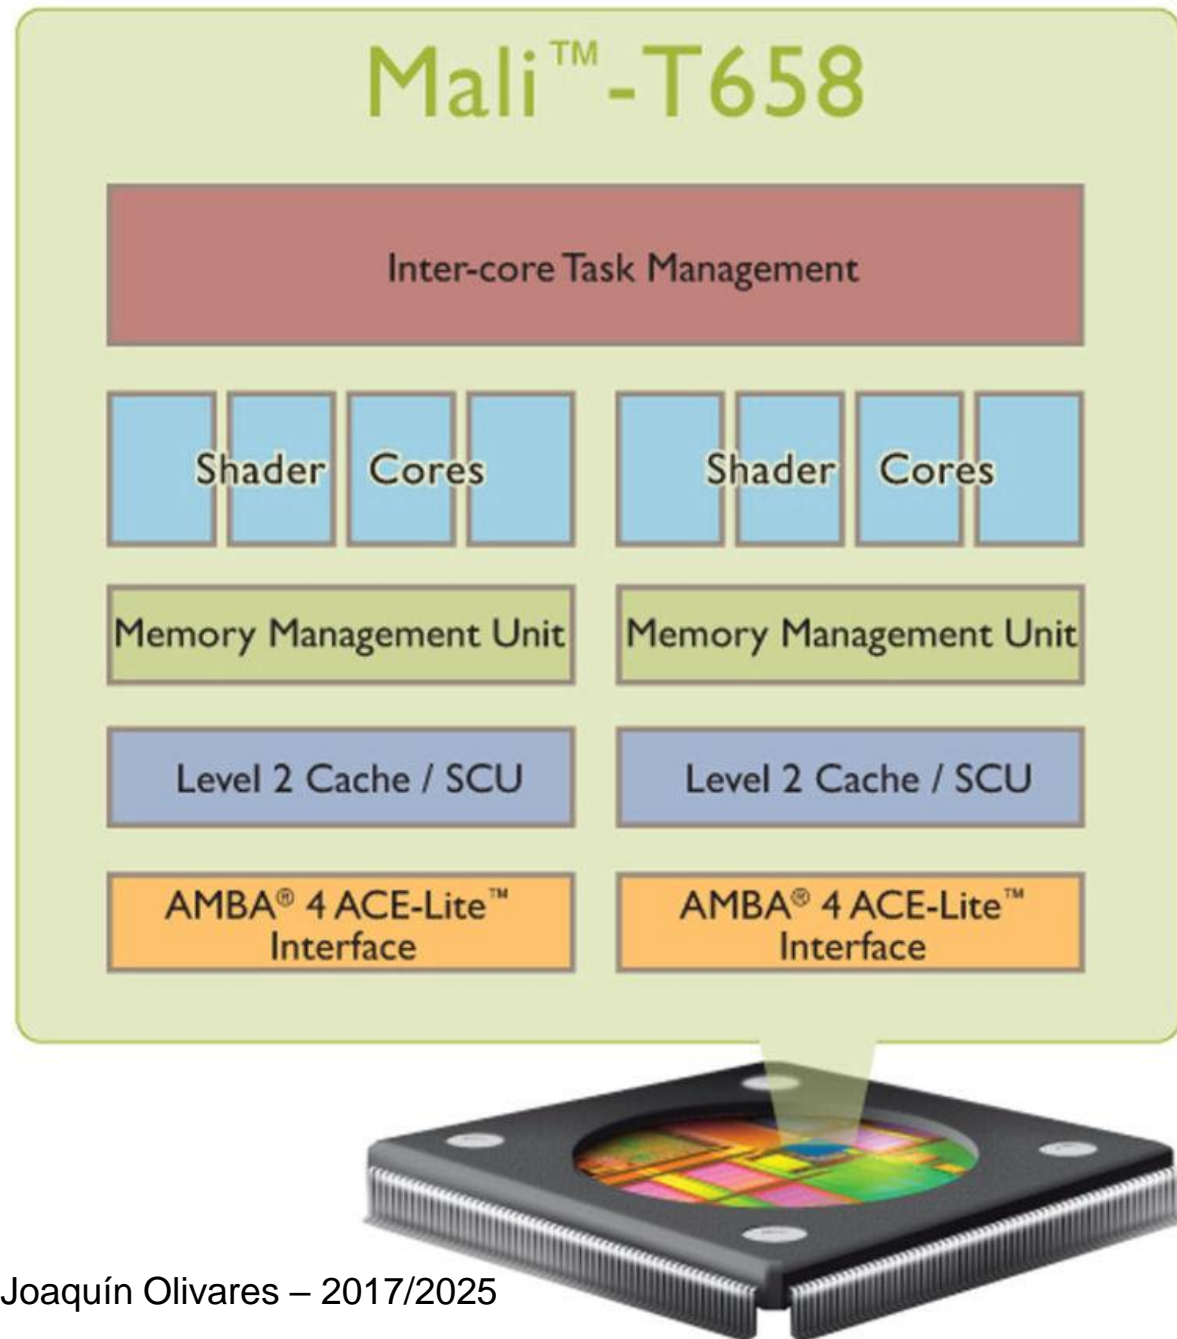 Mali™-T658
Inter-core Task Management
Shader Cores
Shader Cores
Memory Management Unit
Memory Management Unit
Level 2 Cache / SCU
Level 2 Cache / SCU
AMBA® 4 ACE-Lite™
Interface
AMBA® 4 ACE-Lite™
Interface
Joaquín Olivares – 2017/2025